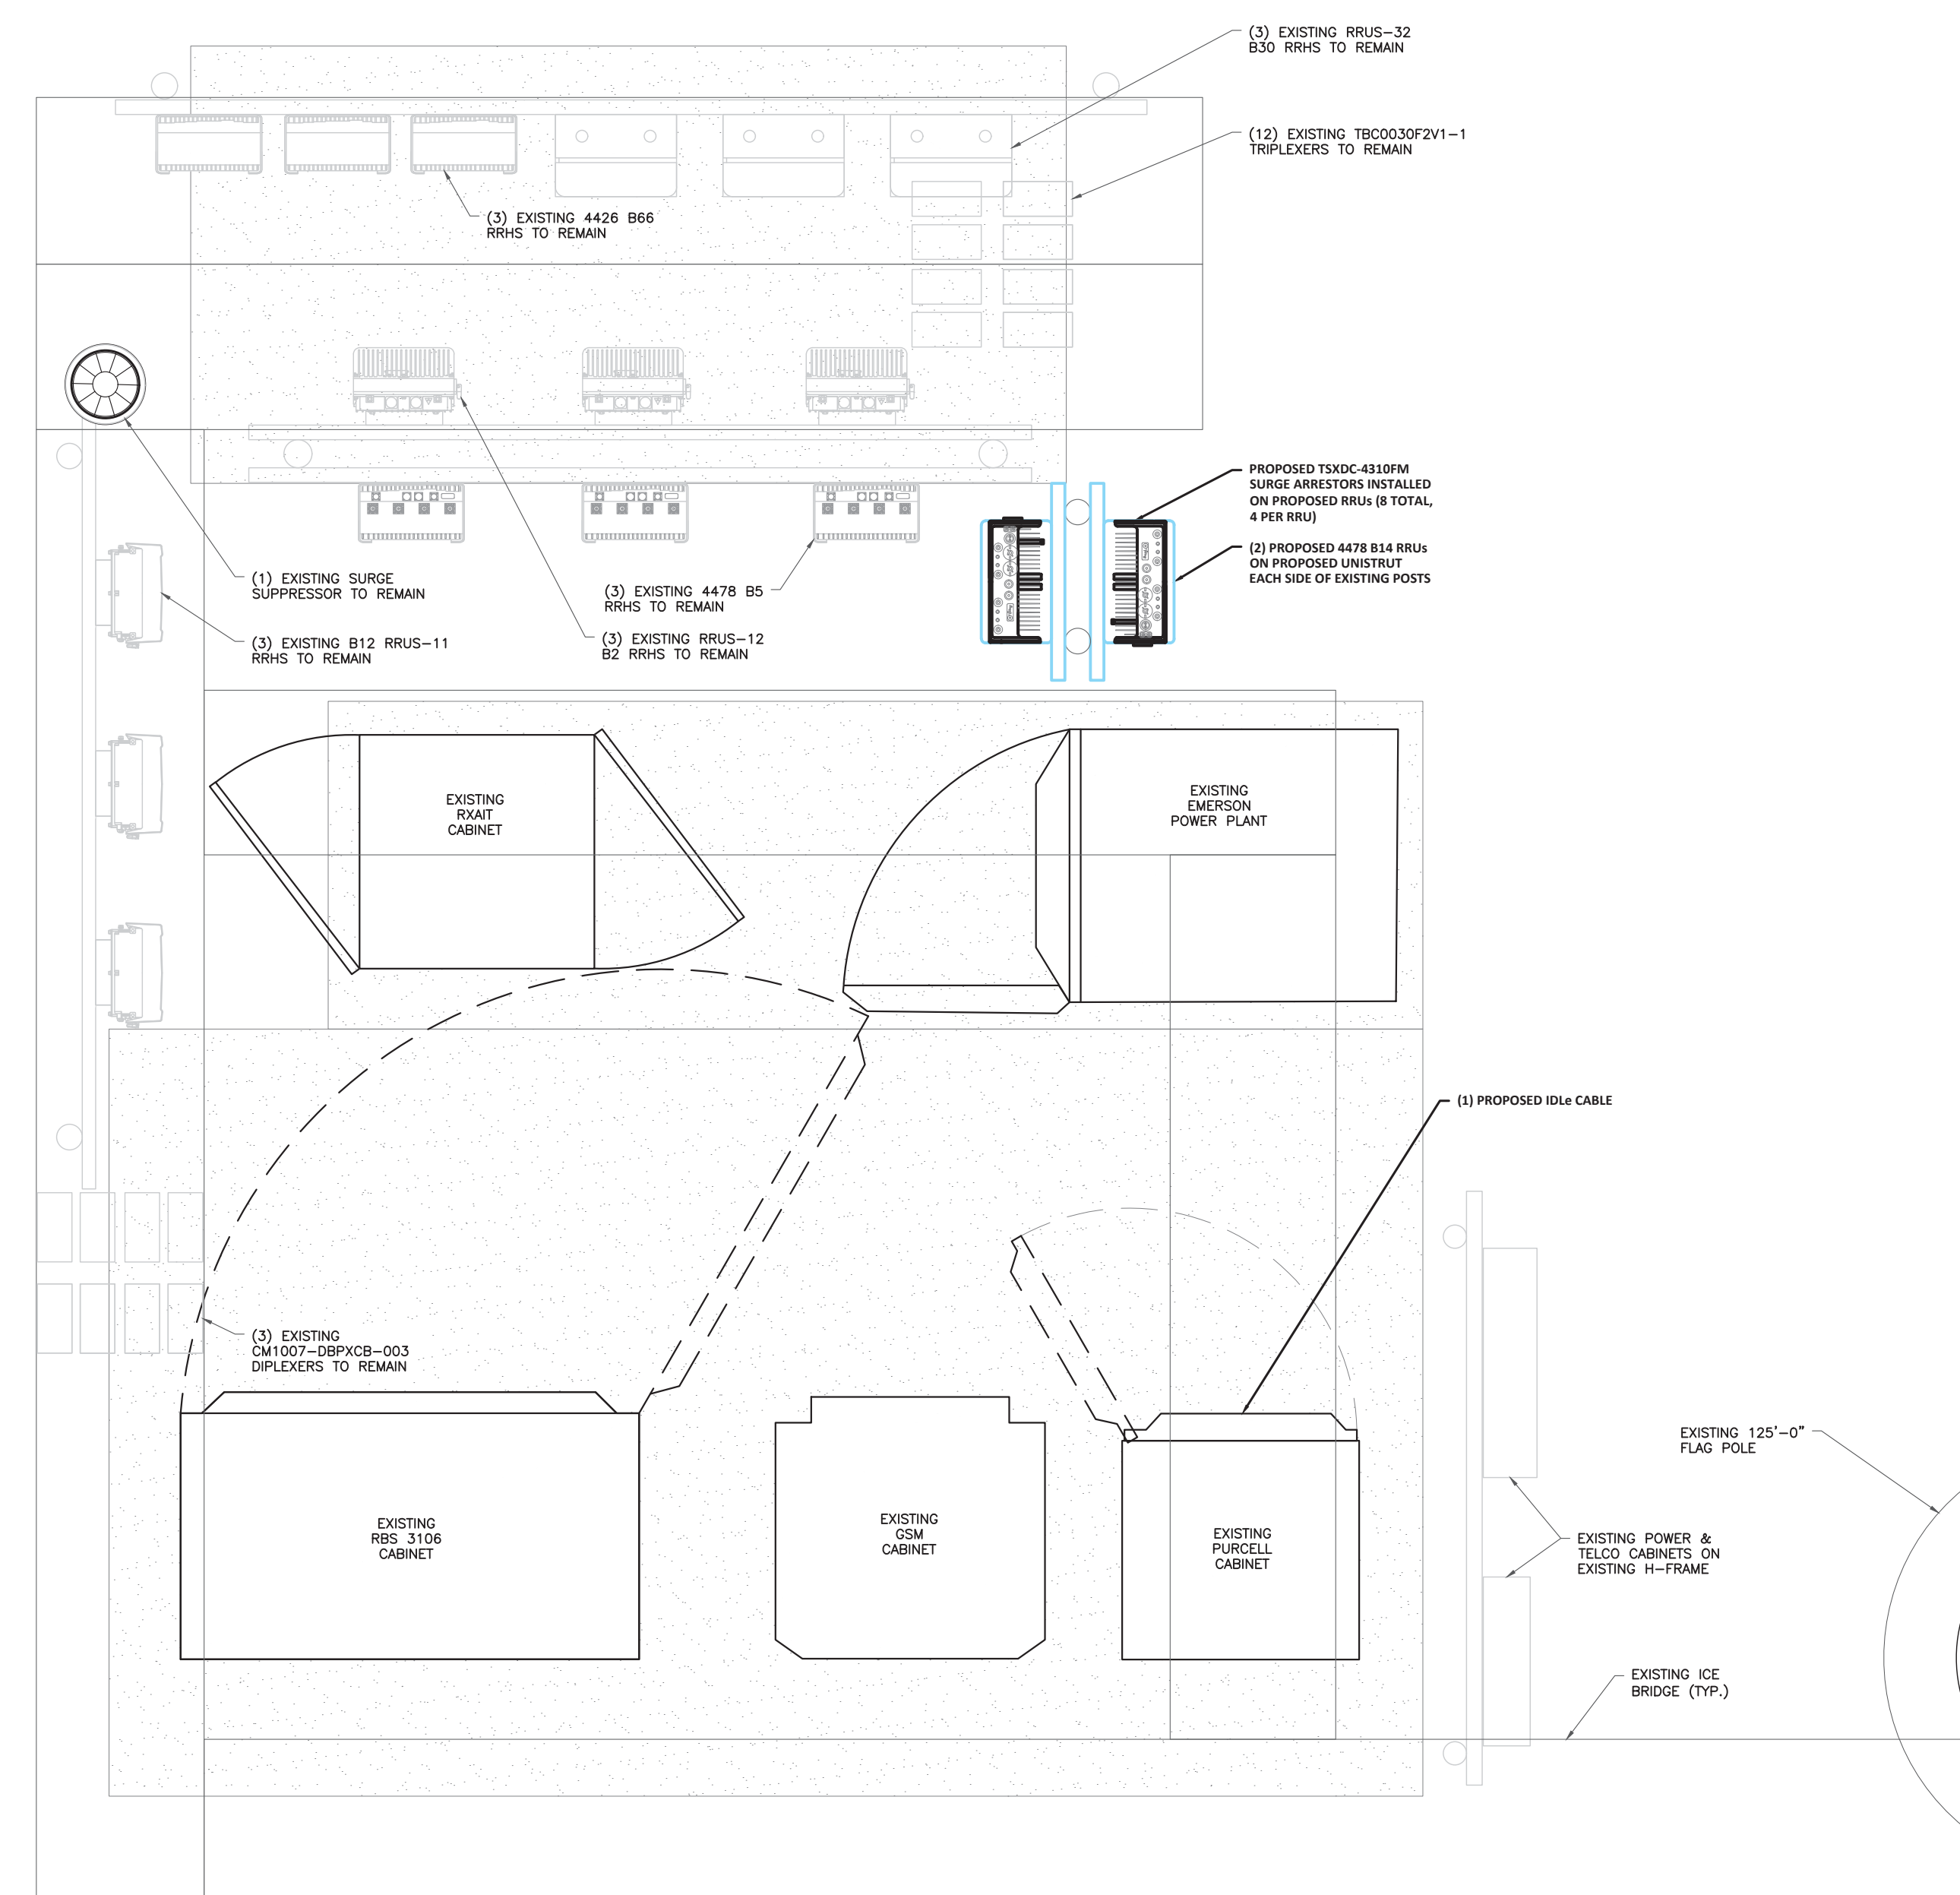 (3) EXISTING RRUS-32
B30 RRHS TO REMAIN
(12) EXISTING TBC0030F2V1-1
TRIPLEXERS TO REMAIN
(3) EXISTING 4426 B66
RRHS TO REMAIN
PROPOSED TSXDC-4310FM
SURGE ARRESTORS INSTALLED
ON PROPOSED RRUs (8 TOTAL,
4 PER RRU)
(2) PROPOSED 4478 B14 RRUs
ON PROPOSED UNISTRUT
EACH SIDE OF EXISTING POSTS
(1) EXISTING SURGE
SUPPRESSOR TO REMAIN
(3) EXISTING 4478 B5
RRHS TO REMAIN
(3) EXISTING B12 RRUS-11
RRHS TO REMAIN
(3) EXISTING RRUS-12
B2 RRHS TO REMAIN
EXISTING
RXAIT
CABINET
EXISTING
EMERSON
POWER PLANT
(1) PROPOSED IDLe CABLE
(3) EXISTING
CM1007-DBPXCB-003
DIPLEXERS TO REMAIN
EXISTING 125'-0"
FLAG POLE
EXISTING
RBS 3106
CABINET
EXISTING
GSM
CABINET
EXISTING
PURCELL
CABINET
EXISTING POWER &
TELCO CABINETS ON
EXISTING H-FRAME
EXISTING ICE
BRIDGE (TYP.)